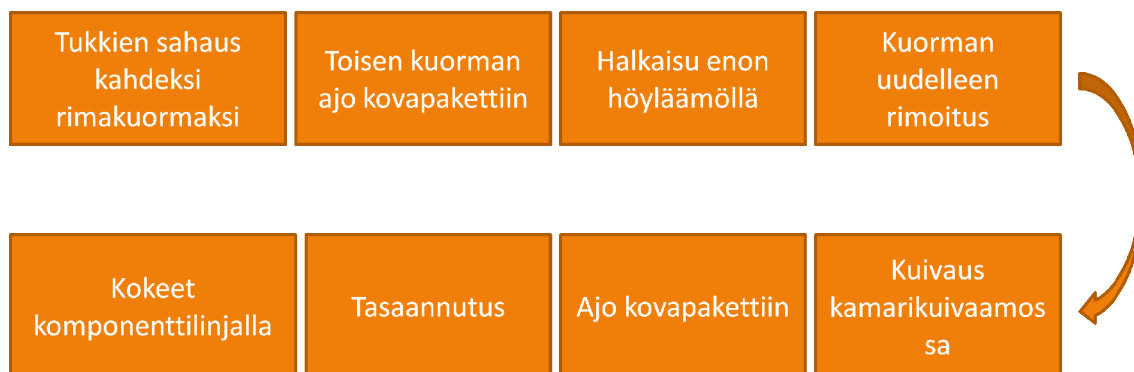 Tukkien sahaus
kahdeksi
rimakuormaksi
Toisen kuorman
ajo kovapakettiin
Halkaisu enon
höyläämöllä
Kuorman
uudelleen
rimoitus
Kokeet
komponenttilinjalla
Tasaannutus
Ajo kovapakettiin
Kuivaus
kamarikuivaamos
sa